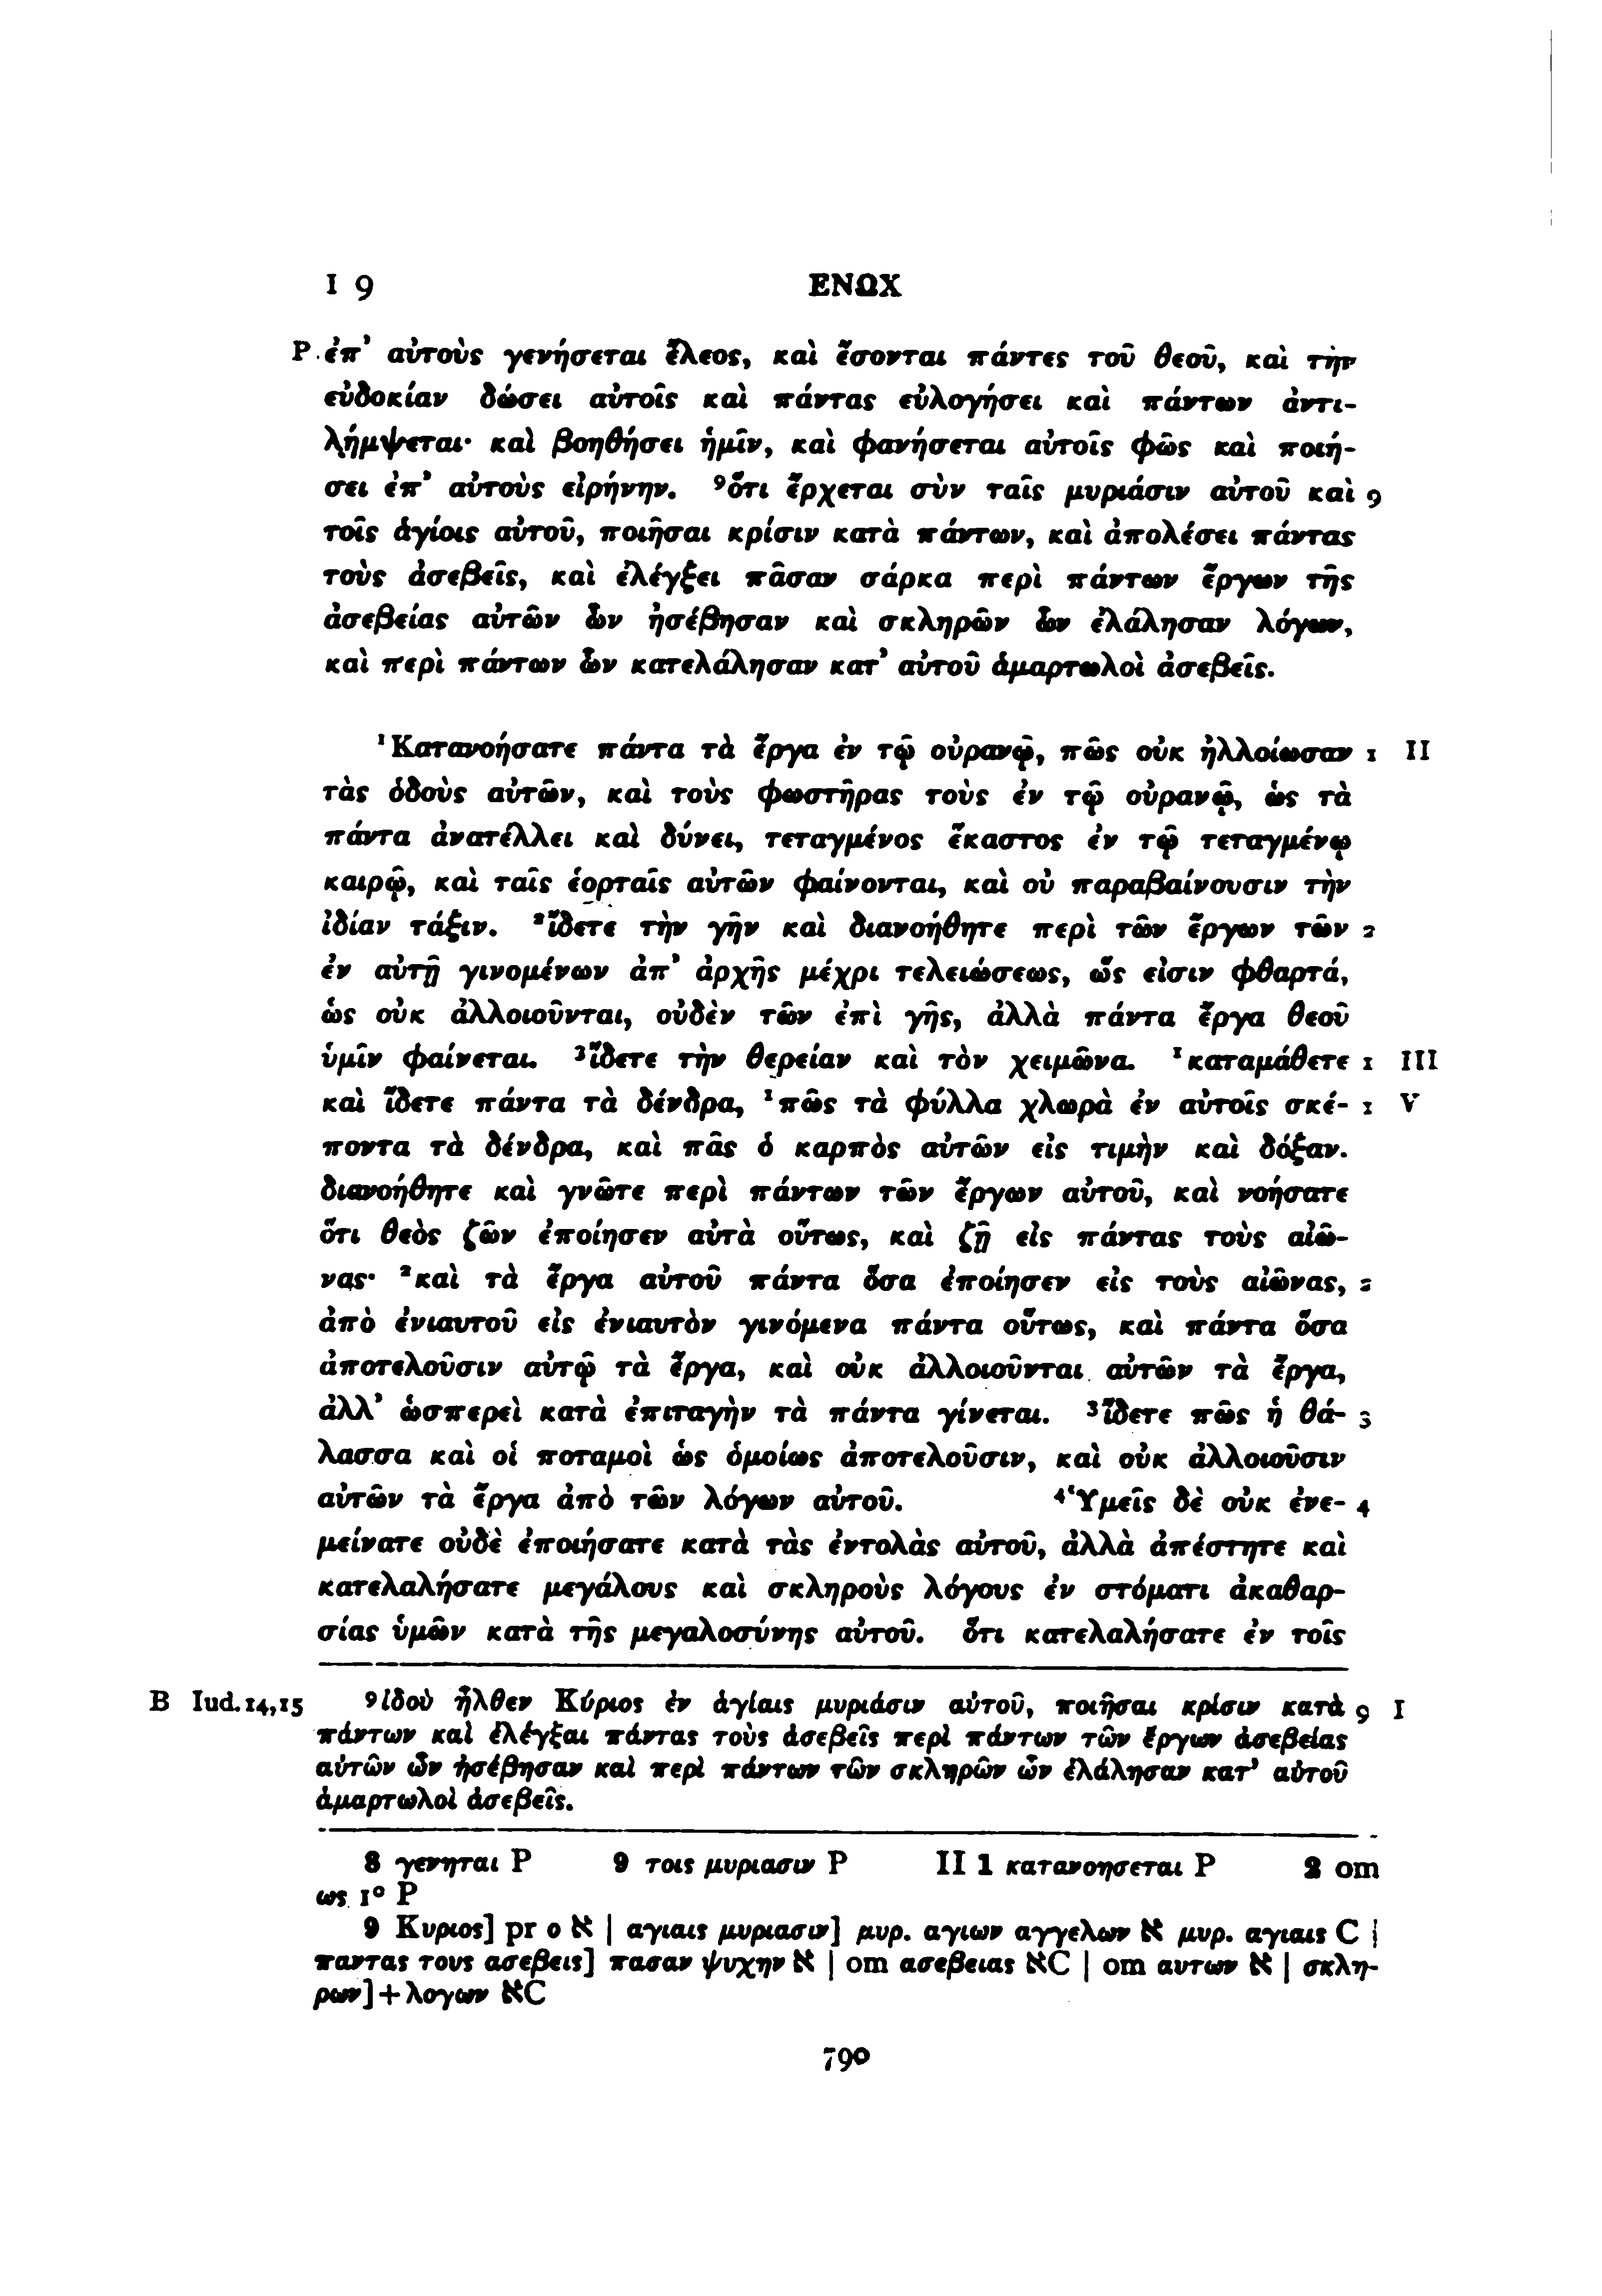 I 9 ΕΝΩΧ
P ἐπ’ αὐτοὺς γενήσεται ἔλεος, καὶ ἔσονται πάντες τοῦ θεοῦ, καὶ τὴν
εὐδοκίαν δώσει αὐτοῖς καὶ πάντας εὐλογήσει καὶ πάντων ἀντι-
λήμψεται· καὶ βοηθήσει ἡμῖν, καὶ φανήσεται αὐτοῖς φῶς καὶ ποιή-
σει ἐπ’ αὐτοὺς εἰρήνην. ⁹ὅτι ἔρχεται σὺν ταῖς μυριάσιν αὐτοῦ καὶ 9
τοῖς ἁγίοις αὐτοῦ, ποιῆσαι κρίσιν κατὰ πάντων, καὶ ἀπολέσει πάντας
τοὺς ἀσεβεῖς, καὶ ἐλέγξει πᾶσαν σάρκα περὶ πάντων ἔργων τῆς
ἀσεβείας αὐτῶν ὧν ἠσέβησαν καὶ σκληρῶν ὧν ἐλάλησαν λόγων,
καὶ περὶ πάντων ὧν κατελάλησαν κατ’ αὐτοῦ ἁμαρτωλοὶ ἀσεβεῖς.
¹Κατανοήσατε πάντα τὰ ἔργα ἐν τῷ οὐρανῷ, πῶς οὐκ ἠλλοίωσαν 1 II
τὰς ὁδοὺς αὐτῶν, καὶ τοὺς φωστῆρας τοὺς ἐν τῷ οὐρανῷ, ὡς τὰ
πάντα ἀνατέλλει καὶ δύνει, τεταγμένος ἕκαστος ἐν τῷ τεταγμένῳ
καιρῷ, καὶ ταῖς ἑορταῖς αὐτῶν φαίνονται, καὶ οὐ παραβαίνουσιν τὴν
ἰδίαν τάξιν. ²ἴδετε τὴν γῆν καὶ διανοήθητε περὶ τῶν ἔργων τῶν 2
ἐν αὐτῇ γινομένων ἀπ’ ἀρχῆς μέχρι τελειώσεως, ὥς εἰσιν φθαρτά,
ὡς οὐκ ἀλλοιοῦνται, οὐδὲν τῶν ἐπὶ γῆς, ἀλλὰ πάντα ἔργα θεοῦ
ὑμῖν φαίνεται. ³ἴδετε τὴν θερείαν καὶ τὸν χειμῶνα. ¹καταμάθετε 1 III
καὶ ἴδετε πάντα τὰ δένδρα, ¹πῶς τὰ φύλλα χλωρὰ ἐν αὐτοῖς σκέ- 1 V
ποντα τὰ δένδρα, καὶ πᾶς ὁ καρπὸς αὐτῶν εἰς τιμὴν καὶ δόξαν.
διανοήθητε καὶ γνῶτε περὶ πάντων τῶν ἔργων αὐτοῦ, καὶ νοήσατε
ὅτι θεὸς ζῶν ἐποίησεν αὐτὰ οὕτως, καὶ ζῇ εἰς πάντας τοὺς αἰῶ-
νας· ²καὶ τὰ ἔργα αὐτοῦ πάντα ὅσα ἐποίησεν εἰς τοὺς αἰῶνας, 2
ἀπὸ ἐνιαυτοῦ εἰς ἐνιαυτὸν γινόμενα πάντα οὕτως, καὶ πάντα ὅσα
ἀποτελοῦσιν αὐτῷ τὰ ἔργα, καὶ οὐκ ἀλλοιοῦνται αὐτῶν τὰ ἔργα,
ἀλλ’ ὡσπερεὶ κατὰ ἐπιταγὴν τὰ πάντα γίνεται. ³ἴδετε πῶς ἡ θά- 3
λασσα καὶ οἱ ποταμοὶ ὡς ὁμοίως ἀποτελοῦσιν, καὶ οὐκ ἀλλοιοῦσιν
αὐτῶν τὰ ἔργα ἀπὸ τῶν λόγων αὐτοῦ. ⁴Ὑμεῖς δὲ οὐκ ἐνε- 4
μείνατε οὐδὲ ἐποιήσατε κατὰ τὰς ἐντολὰς αὐτοῦ, ἀλλὰ ἀπέστητε καὶ
κατελαλήσατε μεγάλους καὶ σκληροὺς λόγους ἐν στόματι ἀκαθαρ-
σίας ὑμῶν κατὰ τῆς μεγαλοσύνης αὐτοῦ. ὅτι κατελαλήσατε ἐν τοῖς
B Iud. 14,15 ⁹ἰδοὺ ἦλθεν Κύριος ἐν ἁγίαις μυριάσιν αὐτοῦ, ποιῆσαι κρίσιν κατὰ 9 I
πάντων καὶ ἐλέγξαι πάντας τοὺς ἀσεβεῖς περὶ πάντων τῶν ἔργων ἀσεβείας
αὐτῶν ὧν ἠσέβησαν καὶ περὶ πάντων τῶν σκληρῶν ὧν ἐλάλησαν κατ’ αὐτοῦ
ἁμαρτωλοὶ ἀσεβεῖς.
8 γενηται P 9 τοις μυριασιν P II 1 κατανοησεται P 2 om
ως 1° P
9 Κυριος] pr ο א | αγιαις μυριασιν] μυρ. αγιων αγγελων א μυρ. αγιαις C |
παντας τους ασεβεις] πασαν ψυχην א | om ασεβειας אC | om αυτων א | σκλη-
ρων]+λογων אC
790